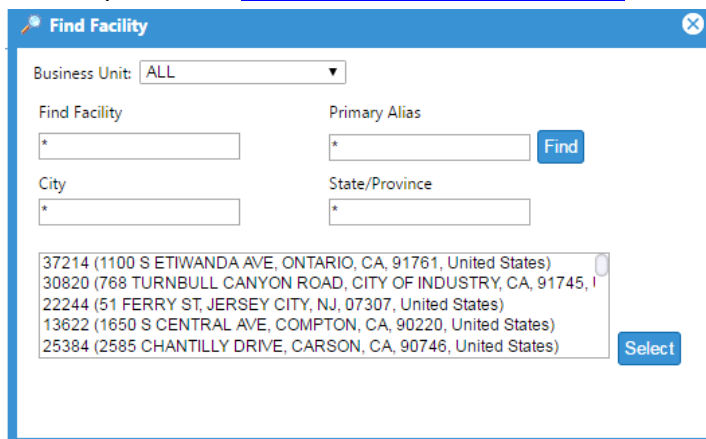 Find Facility
Business Unit: ALL
Find Facility Primary Alias
* * Find
City State/Province
* *
37214 (1100 S ETIWANDA AVE, ONTARIO, CA, 91761, United States)
30820 (768 TURNBULL CANYON ROAD, CITY OF INDUSTRY, CA, 91745,
22244 (51 FERRY ST, JERSEY CITY, NJ, 07307, United States)
13622 (1650 S CENTRAL AVE, COMPTON, CA, 90220, United States)
25384 (2585 CHANTILLY DRIVE, CARSON, CA, 90746, United States)
Select